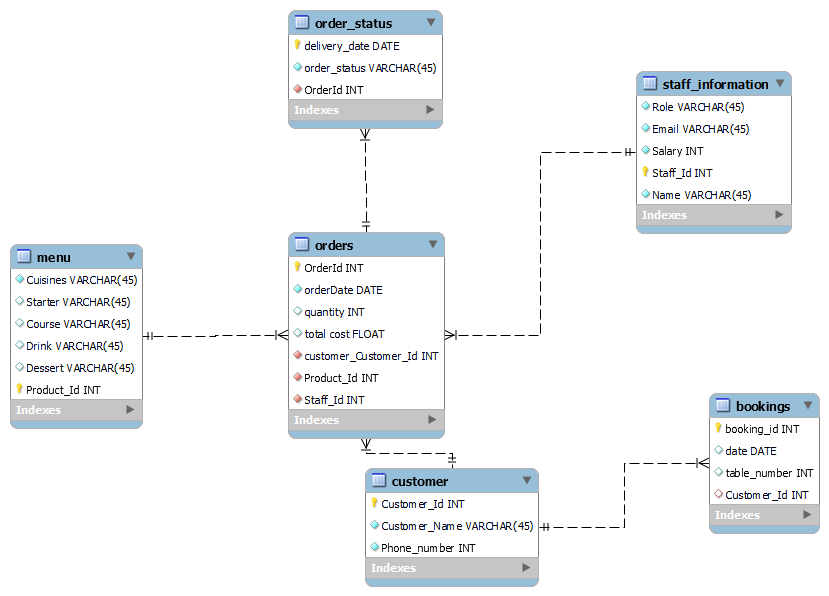 order_status
delivery_date DATE
order_status VARCHAR(45)
OrderId INT
Indexes
staff_information
Role VARCHAR(45)
Email VARCHAR(45)
Salary INT
Staff_Id INT
Name VARCHAR(45)
Indexes
menu
Cuisines VARCHAR(45)
Starter VARCHAR(45)
Course VARCHAR(45)
Drink VARCHAR(45)
Dessert VARCHAR(45)
Product_Id INT
Indexes
orders
OrderId INT
orderDate DATE
quantity INT
total cost FLOAT
customer_Customer_Id INT
Product_Id INT
Staff_Id INT
Indexes
customer
Customer_Id INT
Customer_Name VARCHAR(45)
Phone_number INT
Indexes
bookings
booking_id INT
date DATE
table_number INT
Customer_Id INT
Indexes